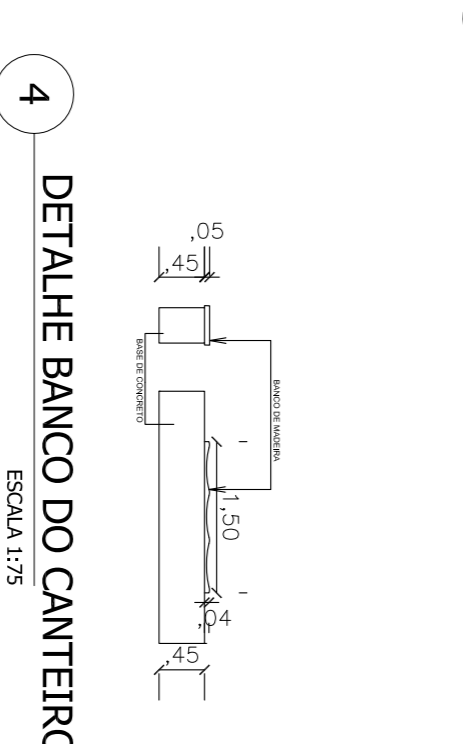 4
DETALHE BANCO DO CANTEIRO
ESCALA 1:75
,05
,45
BASE DE CONCRETO
BANCO DE MADEIRA
1,50
,04
,45